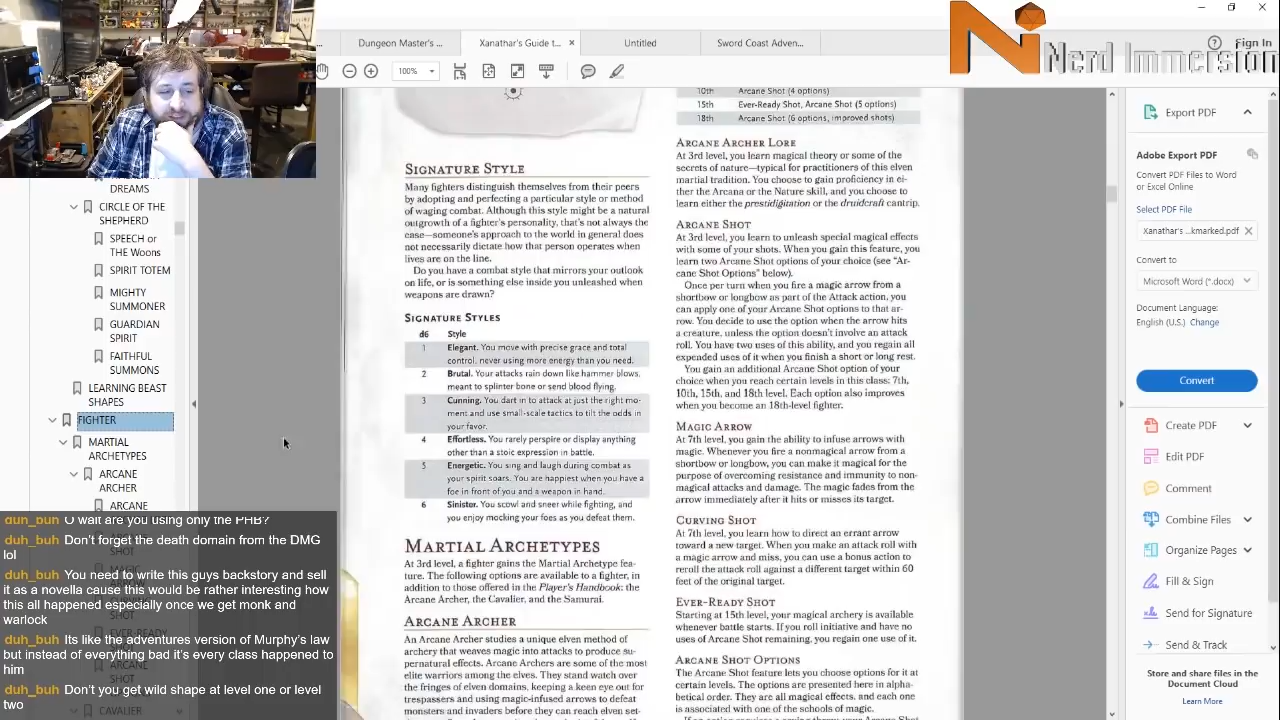 Dungeon Master's ...
Xanathar's Guide t...
Untitled
Sword Coast Adven...
Sign In
Nerd Immersion
100%
DREAMS
CIRCLE OF THE
SHEPHERD
SPEECH or
THE Woons
SPIRIT TOTEM
MIGHTY
SUMMONER
GUARDIAN
SPIRIT
FAITHFUL
SUMMONS
LEARNING BEAST
SHAPES
FIGHTER
MARTIAL
ARCHETYPES
ARCANE
ARCHER
ARCANE
CAVALIER
duh_buh O wait are you using only the PHB?
duh_buh Don't forget the death domain from the DMG
lol
duh_buh You need to write this guys backstory and sell
it as a novella cause this would be rather interesting how
this all happened especially once we get monk and
warlock
duh_buh Its like the adventures version of Murphy's law
but instead of everything bad it's every class happened to
him
duh_buh Don't you get wild shape at level one or level
two
SIGNATURE STYLE
Many fighters distinguish themselves from their peers
by adopting and perfecting a particular style or method
of waging combat. Although this style might be a natural
outgrowth of a fighter's personality, that's not always the
case—someone's approach to the world in general does
not necessarily dictate how that person operates when
lives are on the line.
Do you have a combat style that mirrors your outlook
on life, or is something else inside you unleashed when
weapons are drawn?
SIGNATURE STYLES
d6 Style
1 Elegant. You move with precise grace and total
control, never using more energy than you need.
2 Brutal. Your attacks rain down like hammer blows,
meant to splinter bone or send blood flying.
3 Cunning. You dart in to attack at just the right mo-
ment and use small-scale tactics to tilt the odds in
your favor.
4 Effortless. You rarely perspire or display anything
other than a stoic expression in battle.
5 Energetic. You sing and laugh during combat as
your spirit soars. You are happiest when you have a
foe in front of you and a weapon in hand.
6 Sinister. You scowl and sneer while fighting, and
you enjoy mocking your foes as you defeat them.
MARTIAL ARCHETYPES
At 3rd level, a fighter gains the Martial Archetype fea-
ture. The following options are available to a fighter, in
addition to those offered in the Player's Handbook: the
Arcane Archer, the Cavalier, and the Samurai.
ARCANE ARCHER
An Arcane Archer studies a unique elven method of
archery that weaves magic into attacks to produce su-
pernatural effects. Arcane Archers are some of the most
elite warriors among the elves. They stand watch over
the fringes of elven domains, keeping a keen eye out for
trespassers and using magic-infused arrows to defeat
monsters and invaders before they can reach elven set-
10th Arcane Shot (4 options)
15th Ever-Ready Shot, Arcane Shot (5 options)
18th Arcane Shot (6 options, improved shots)
ARCANE ARCHER LORE
At 3rd level, you learn magical theory or some of the
secrets of nature—typical for practitioners of this elven
martial tradition. You choose to gain proficiency in ei-
ther the Arcana or the Nature skill, and you choose to
learn either the prestidigitation or the druidcraft cantrip.
ARCANE SHOT
At 3rd level, you learn to unleash special magical effects
with some of your shots. When you gain this feature, you
learn two Arcane Shot options of your choice (see "Ar-
cane Shot Options" below).
Once per turn when you fire a magic arrow from a
shortbow or longbow as part of the Attack action, you
can apply one of your Arcane Shot options to that ar-
row. You decide to use the option when the arrow hits
a creature, unless the option doesn't involve an attack
roll. You have two uses of this ability, and you regain all
expended uses of it when you finish a short or long rest.
You gain an additional Arcane Shot option of your
choice when you reach certain levels in this class: 7th,
10th, 15th, and 18th level. Each option also improves
when you become an 18th-level fighter.
MAGIC ARROW
At 7th level, you gain the ability to infuse arrows with
magic. Whenever you fire a nonmagical arrow from a
shortbow or longbow, you can make it magical for the
purpose of overcoming resistance and immunity to non-
magical attacks and damage. The magic fades from the
arrow immediately after it hits or misses its target.
CURVING SHOT
At 7th level, you learn how to direct an errant arrow
toward a new target. When you make an attack roll with
a magic arrow and miss, you can use a bonus action to
reroll the attack roll against a different target within 60
feet of the original target.
EVER-READY SHOT
Starting at 15th level, your magical archery is available
whenever battle starts. If you roll initiative and have no
uses of Arcane Shot remaining, you regain one use of it.
ARCANE SHOT OPTIONS
The Arcane Shot feature lets you choose options for it at
certain levels. The options are presented here in alpha-
betical order. They are all magical effects, and each one
is associated with one of the schools of magic.
Export PDF
Adobe Export PDF
Convert PDF Files to Word
or Excel Online
Select PDF File
Xanathar's ...kmarked.pdf
Convert to
Microsoft Word (*.docx)
Document Language:
English (U.S.) Change
Convert
Create PDF
Edit PDF
Comment
Combine Files
Organize Pages
Fill & Sign
Send for Signature
Send & Track
Store and share files in the
Document Cloud
Learn More